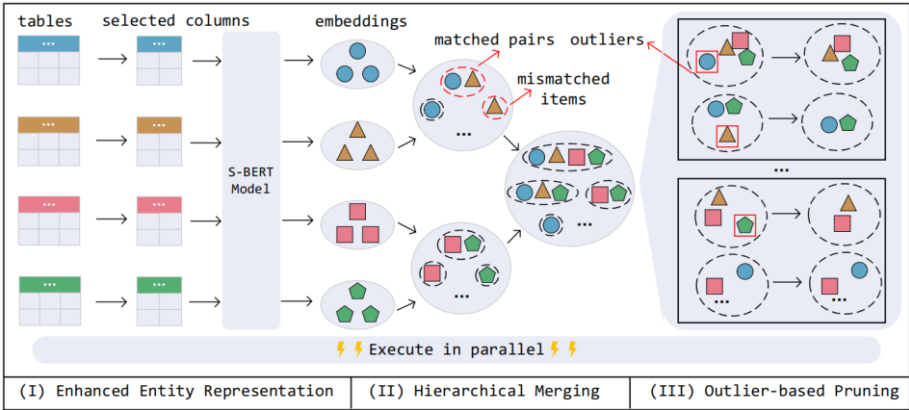 tables
selected columns
embeddings
...
...
...
...
...
...
...
...
S-BERT
Model
matched pairs
outliers
mismatched
items
...
...
...
...
...
...
Execute in parallel
(I) Enhanced Entity Representation
(II) Hierarchical Merging
(III) Outlier-based Pruning